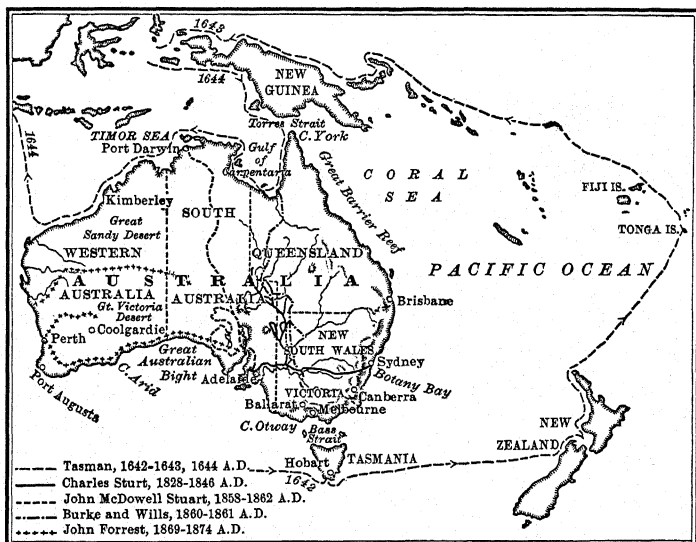 1643
1644
NEW
GUINEA
Torres Strait
C. York
TIMOR SEA
Port Darwin
Gulf
of
Carpentaria
1644
CORAL
SEA
Great Barrier Reef
FIJI IS.
TONGA IS.
Kimberley
Great
Sandy Desert
SOUTH
WESTERN
QUEENSLAND
PACIFIC OCEAN
AUSTRALIA
AUSTRALIA
AUSTRALIA
Gt. Victoria
Desert
Brisbane
Coolgardie
Perth
NEW
SOUTH WALES
Great
Australian
Bight
C. Arid
Adelaide
Sydney
Botany Bay
Port Augusta
VICTORIA
Canberra
Ballarat
Melbourne
C. Otway
Bass
Strait
NEW
ZEALAND
Hobart
TASMANIA
1642
Tasman, 1642-1643, 1644 A.D.
Charles Sturt, 1828-1846 A.D.
John McDowell Stuart, 1858-1862 A.D.
Burke and Wills, 1860-1861 A.D.
John Forrest, 1869-1874 A.D.